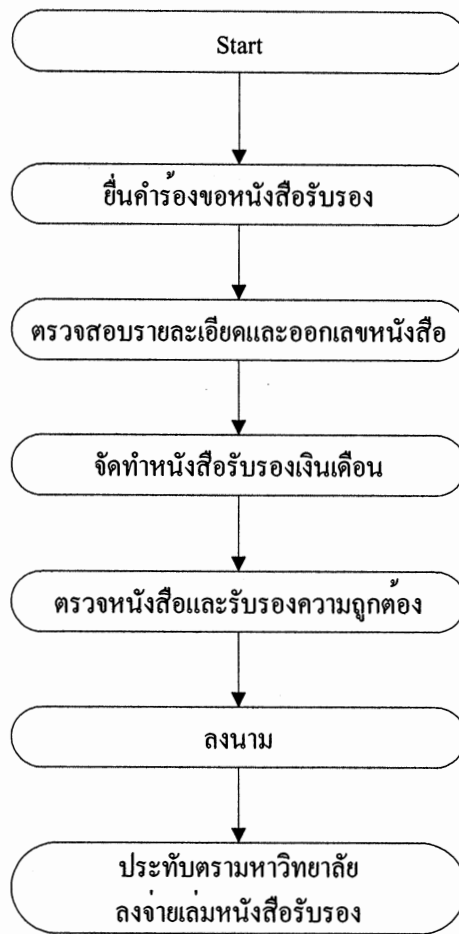 Start
ยื่นคำร้องขอหนังสือรับรอง
ตรวจสอบรายละเอียดและออกเลขหนังสือ
จัดทำหนังสือรับรองเงินเดือน
ตรวจหนังสือและรับรองความถูกต้อง
ลงนาม
ประทับตรามหาวิทยาลัย
ลงจ่ายเล่มหนังสือรับรอง